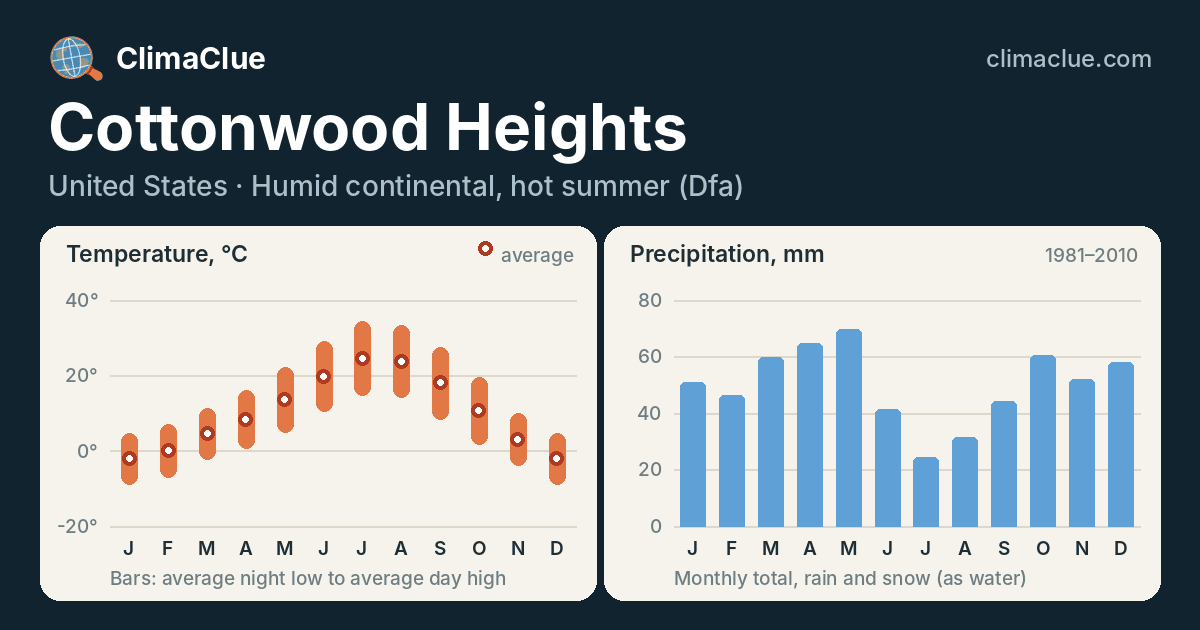 ClimaClue
climaclue.com
Cottonwood Heights
United States · Humid continental, hot summer (Dfa)
Temperature, °C
average
40°
20°
0°
-20°
J F M A M J J A S O N D
Bars: average night low to average day high
Precipitation, mm
1981–2010
80
60
40
20
0
J F M A M J J A S O N D
Monthly total, rain and snow (as water)